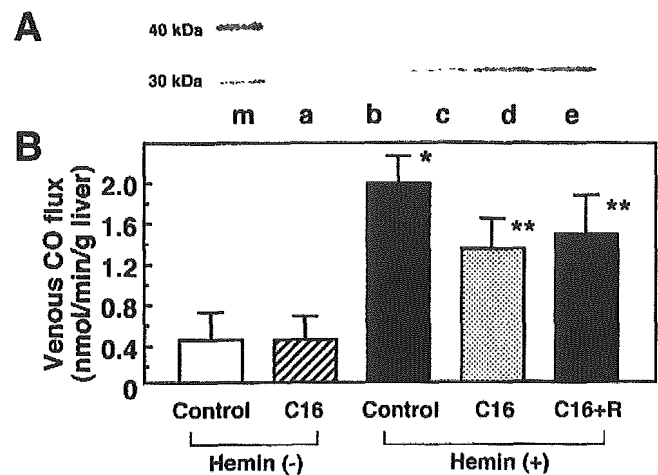 A
40 kDa
30 kDa
m a b c d e
B
Venous CO flux
(nmol/min/g liver)
2.0
1.6
1.2
0.8
0.4
0
*
**
**
Control C16 Control C16 C16+R
Hemin (-) Hemin (+)